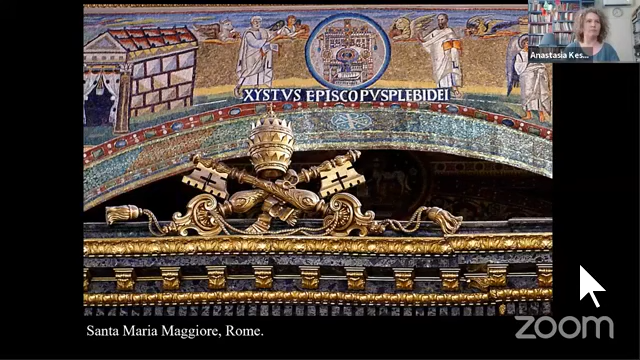 Anastasia Kes...
XYSTVS EPISCOPVS PLEBI DEI
Santa Maria Maggiore, Rome.
zoom